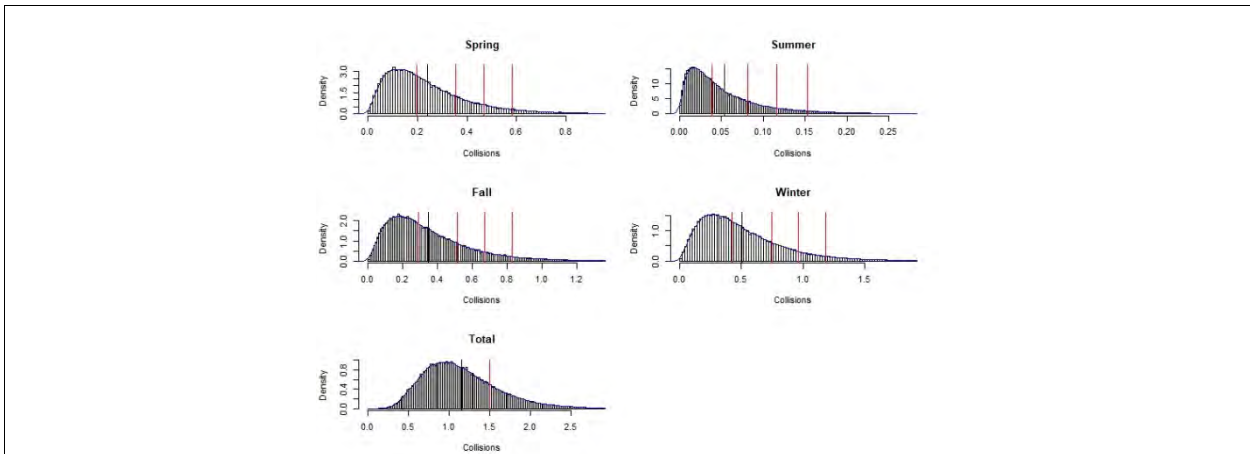 Spring
Density
0.0 1.5 3.0
0.0 0.2 0.4 0.6 0.8
Collisions
Summer
Density
0 5 10
0.00 0.05 0.10 0.15 0.20 0.25
Collisions
Fall
Density
0.0 1.0 2.0
0.0 0.2 0.4 0.6 0.8 1.0 1.2
Collisions
Winter
Density
0.0 1.0
0.0 0.5 1.0 1.5
Collisions
Total
Density
0.0 0.4 0.8
0.0 0.5 1.0 1.5 2.0 2.5
Collisions